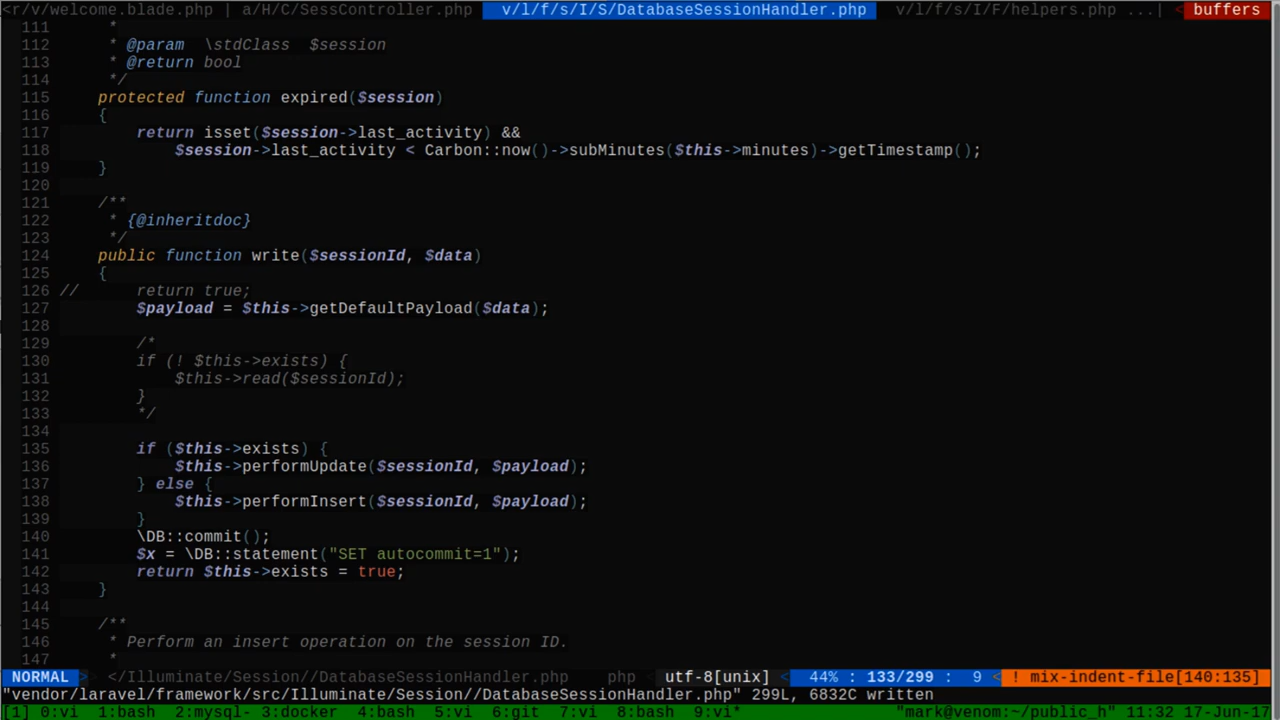 <r/v/welcome.blade.php | a/H/C/SessController.php v/l/f/s/I/S/DatabaseSessionHandler.php v/l/f/s/I/F/helpers.php ...| < buffers
111 *
112 * @param \stdClass $session
113 * @return bool
114 */
115 protected function expired($session)
116 {
117 return isset($session->last_activity) &&
118 $session->last_activity < Carbon::now()->subMinutes($this->minutes)->getTimestamp();
119 }
120
121 /**
122 * {@inheritdoc}
123 */
124 public function write($sessionId, $data)
125 {
126 // return true;
127 $payload = $this->getDefaultPayload($data);
128
129 /*
130 if (! $this->exists) {
131 $this->read($sessionId);
132 }
133 */
134
135 if ($this->exists) {
136 $this->performUpdate($sessionId, $payload);
137 } else {
138 $this->performInsert($sessionId, $payload);
139 }
140 \DB::commit();
141 $x = \DB::statement("SET autocommit=1");
142 return $this->exists = true;
143 }
144
145 /**
146 * Perform an insert operation on the session ID.
147 *
NORMAL > </Illuminate/Session//DatabaseSessionHandler.php php < utf-8[unix] < 44% : 133/299 : 9 < ! mix-indent-file[140:135]
"vendor/laravel/framework/src/Illuminate/Session//DatabaseSessionHandler.php" 299L, 6832C written
[1] 0:vi 1:bash 2:mysql- 3:docker 4:bash 5:vi 6:git 7:vi 8:bash 9:vi* "mark@venom:~/public_h" 11:32 17-Jun-17